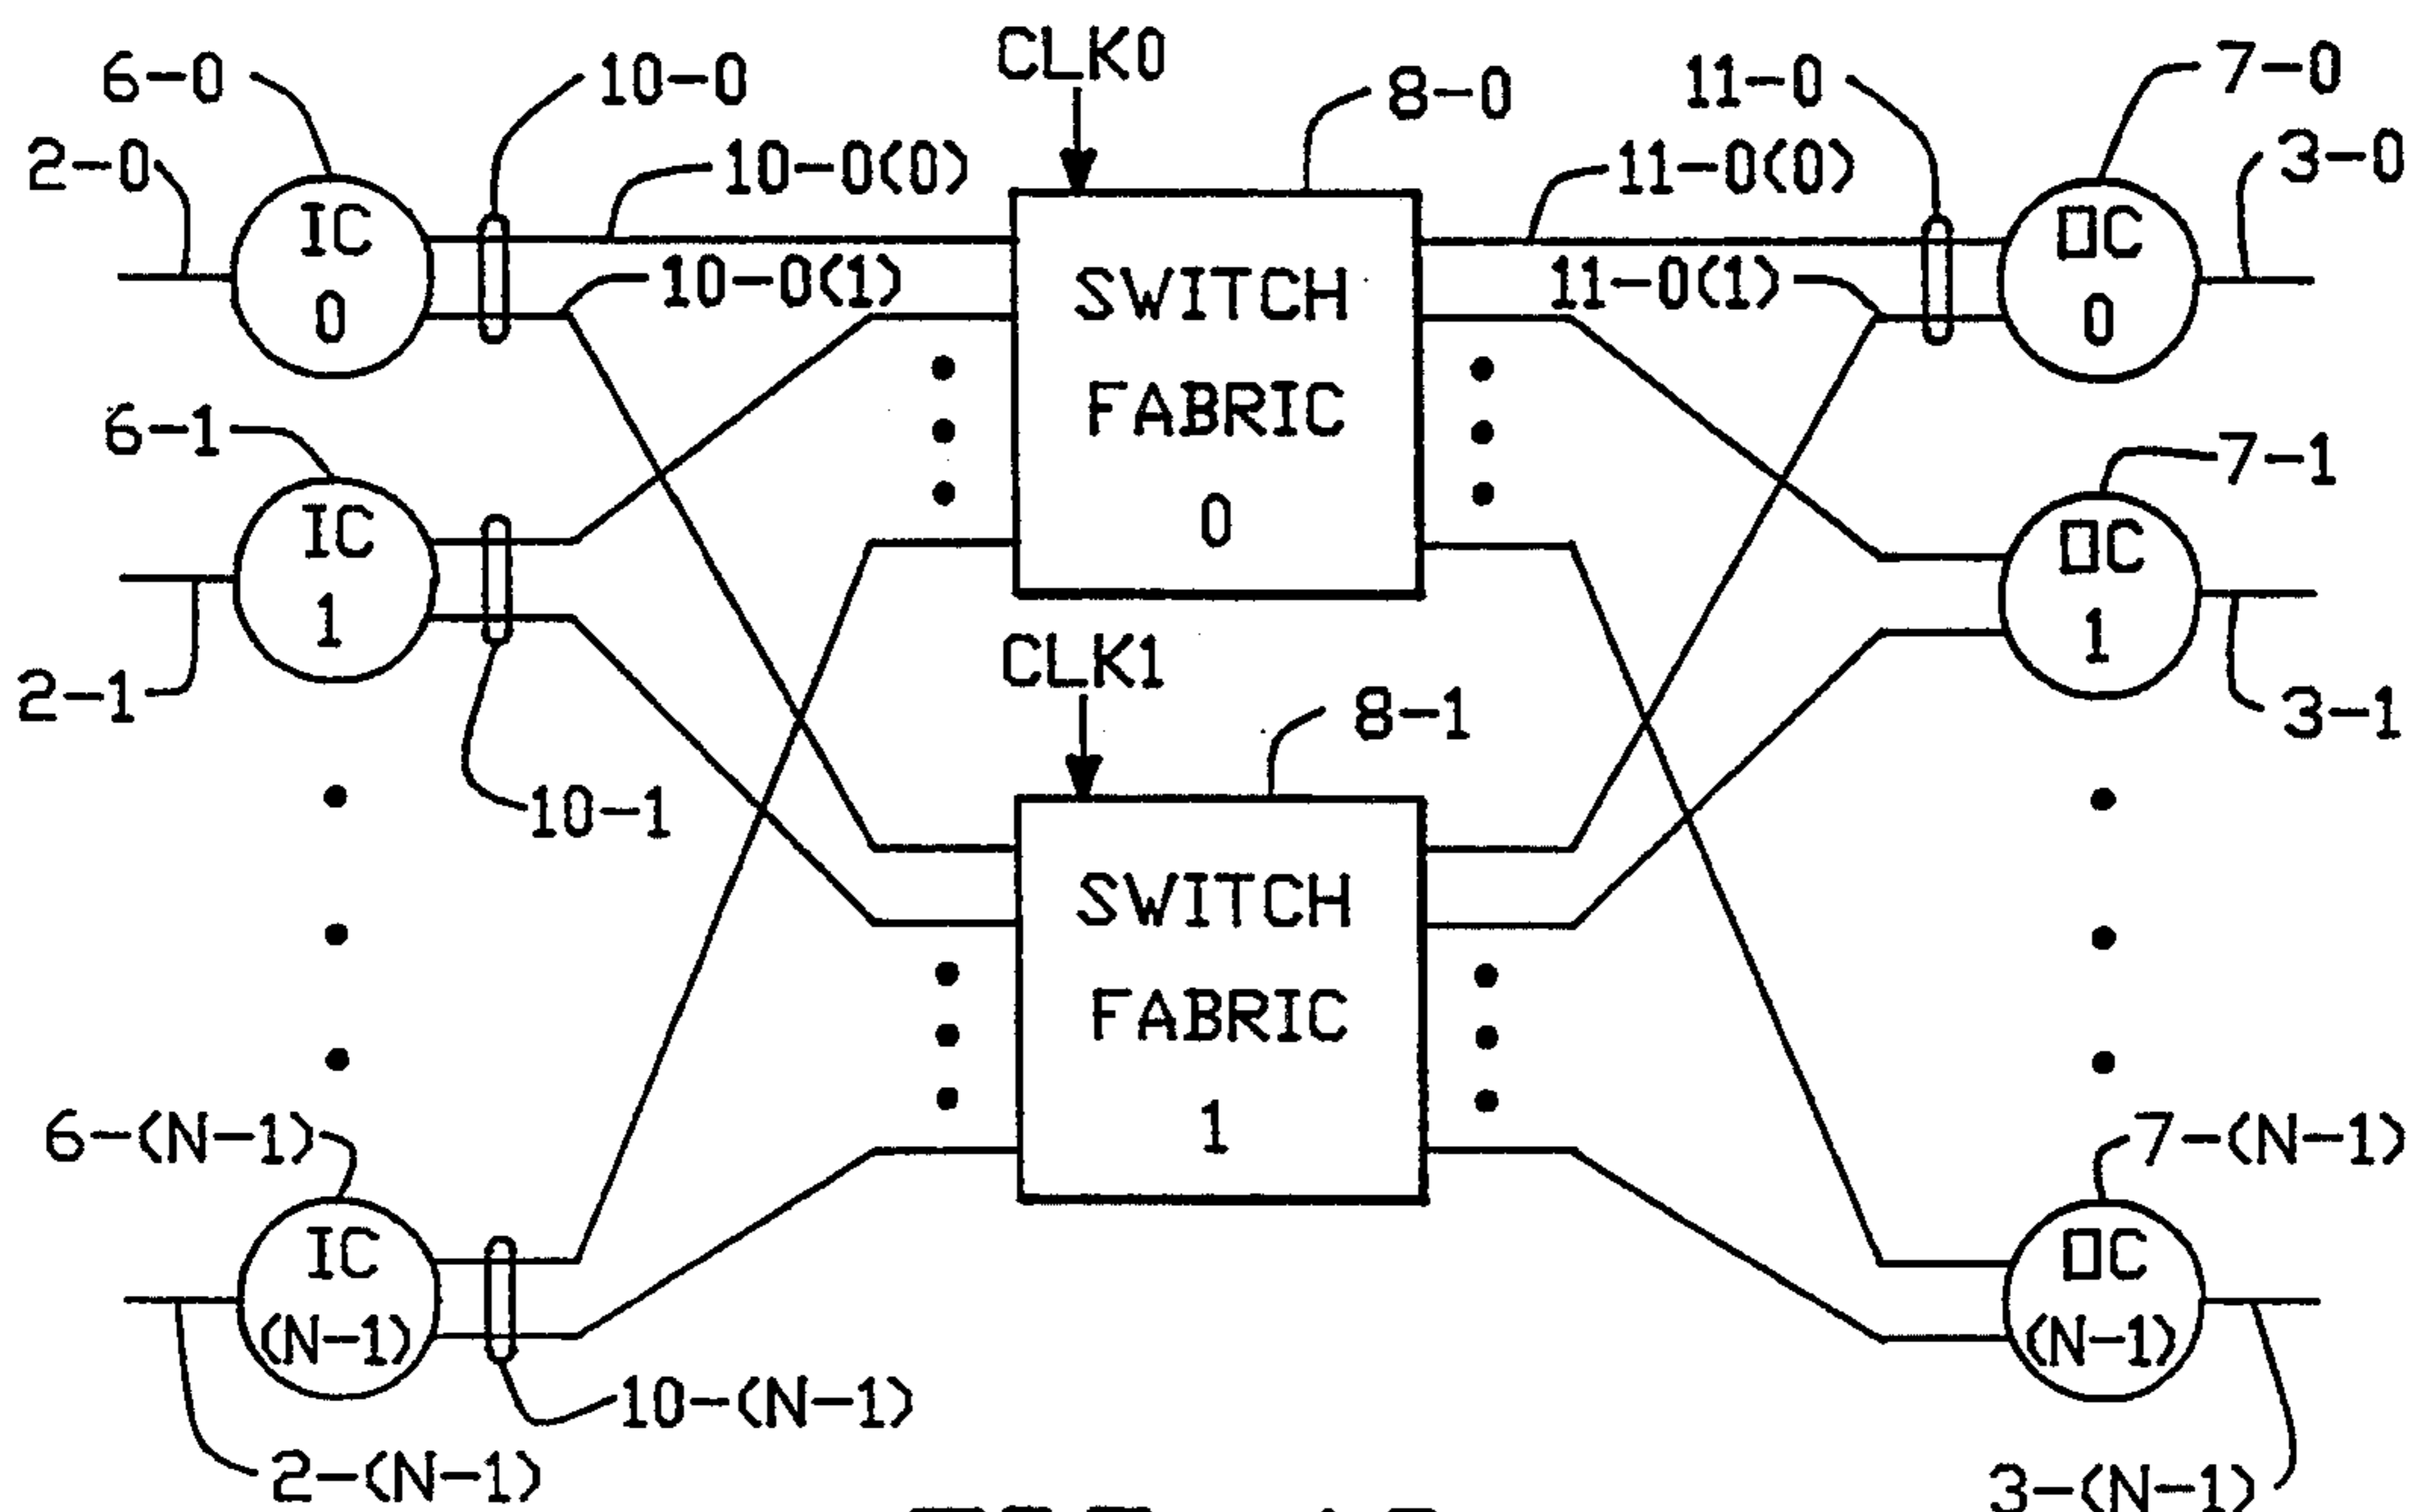 CLK0
6-0
10-0
8-0
11-0
7-0
2-0
10-0(0)
11-0(0)
3-0
IC
0
10-0(1)
SWITCH
FABRIC
0
11-0(1)
OC
0
6-1
7-1
IC
1
OC
1
2-1
10-1
CLK1
8-1
3-1
SWITCH
FABRIC
1
6-(N-1)
7-(N-1)
IC
(N-1)
OC
(N-1)
10-(N-1)
2-(N-1)
3-(N-1)